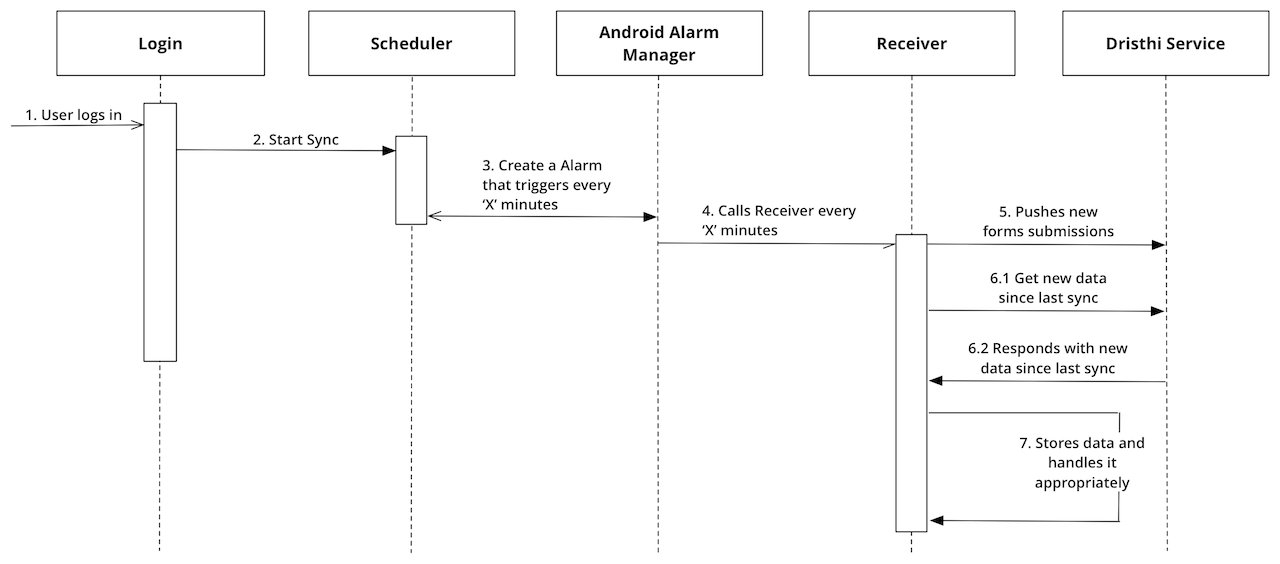 Login
Scheduler
Android Alarm
Manager
Receiver
Dristhi Service
1. User logs in
2. Start Sync
3. Create a Alarm
that triggers every
‘X’ minutes
4. Calls Receiver every
‘X’ minutes
5. Pushes new
forms submissions
6.1 Get new data
since last sync
6.2 Responds with new
data since last sync
7. Stores data and
handles it
appropriately